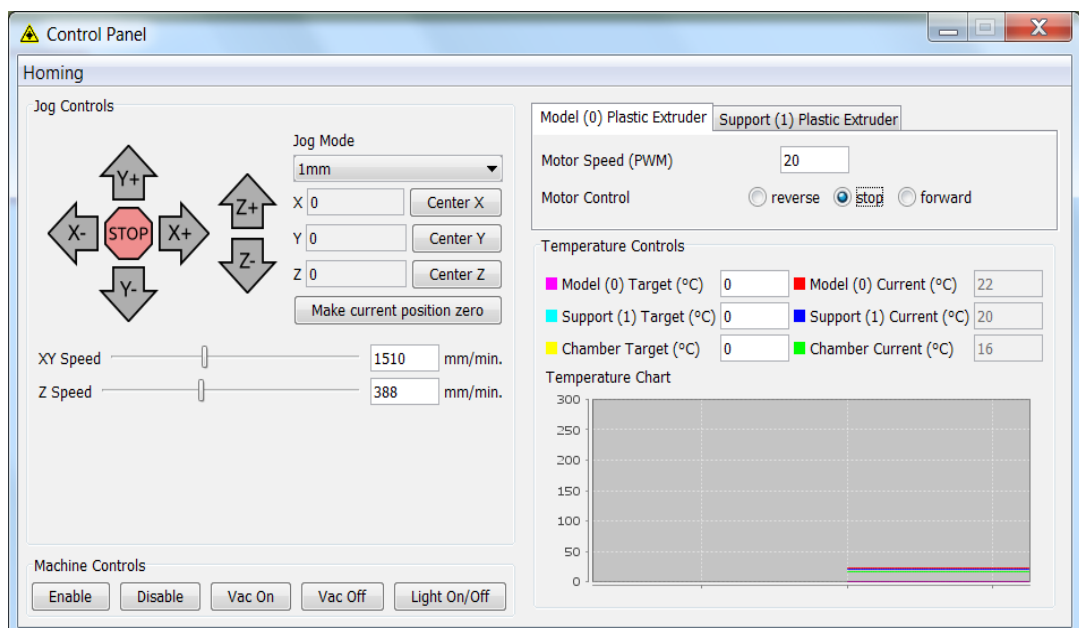 Control Panel
Homing
Jog Controls
Y+
X-
STOP
X+
Y-
Z+
Z-
Jog Mode
1mm
X 0 Center X
Y 0 Center Y
Z 0 Center Z
Make current position zero
XY Speed 1510 mm/min.
Z Speed 388 mm/min.
Machine Controls
Enable Disable Vac On Vac Off Light On/Off
Model (0) Plastic Extruder Support (1) Plastic Extruder
Motor Speed (PWM) 20
Motor Control reverse stop forward
Temperature Controls
Model (0) Target (°C) 0 Model (0) Current (°C) 22
Support (1) Target (°C) 0 Support (1) Current (°C) 20
Chamber Target (°C) 0 Chamber Current (°C) 16
Temperature Chart
300
250
200
150
100
50
0